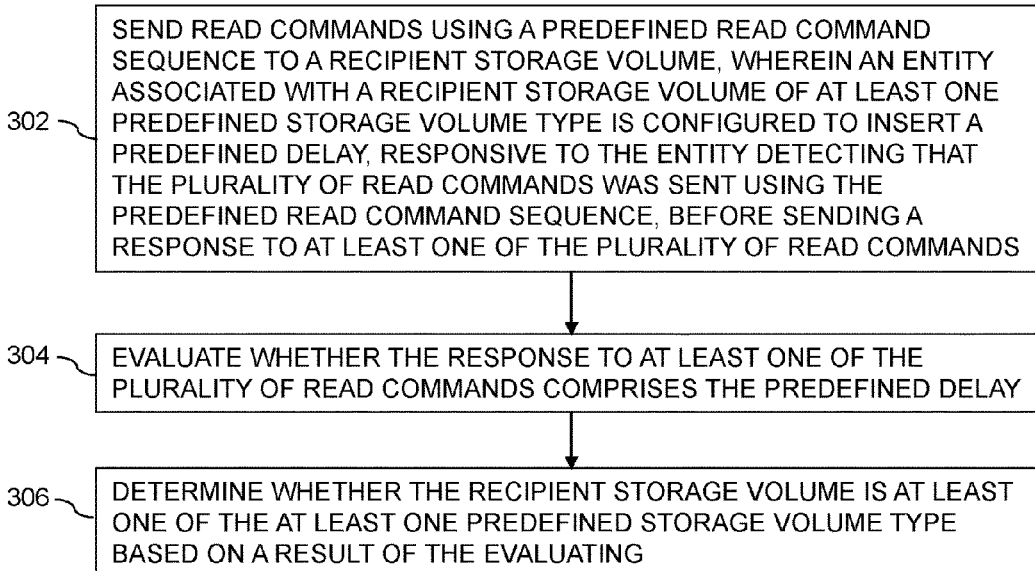 SEND READ COMMANDS USING A PREDEFINED READ COMMAND
SEQUENCE TO A RECIPIENT STORAGE VOLUME, WHEREIN AN ENTITY
ASSOCIATED WITH A RECIPIENT STORAGE VOLUME OF AT LEAST ONE
302
PREDEFINED STORAGE VOLUME TYPE IS CONFIGURED TO INSERT A
PREDEFINED DELAY, RESPONSIVE TO THE ENTITY DETECTING THAT
THE PLURALITY OF READ COMMANDS WAS SENT USING THE
PREDEFINED READ COMMAND SEQUENCE, BEFORE SENDING A
RESPONSE TO AT LEAST ONE OF THE PLURALITY OF READ COMMANDS
304
EVALUATE WHETHER THE RESPONSE TO AT LEAST ONE OF THE
PLURALITY OF READ COMMANDS COMPRISES THE PREDEFINED DELAY
306
DETERMINE WHETHER THE RECIPIENT STORAGE VOLUME IS AT LEAST
ONE OF THE AT LEAST ONE PREDEFINED STORAGE VOLUME TYPE
BASED ON A RESULT OF THE EVALUATING